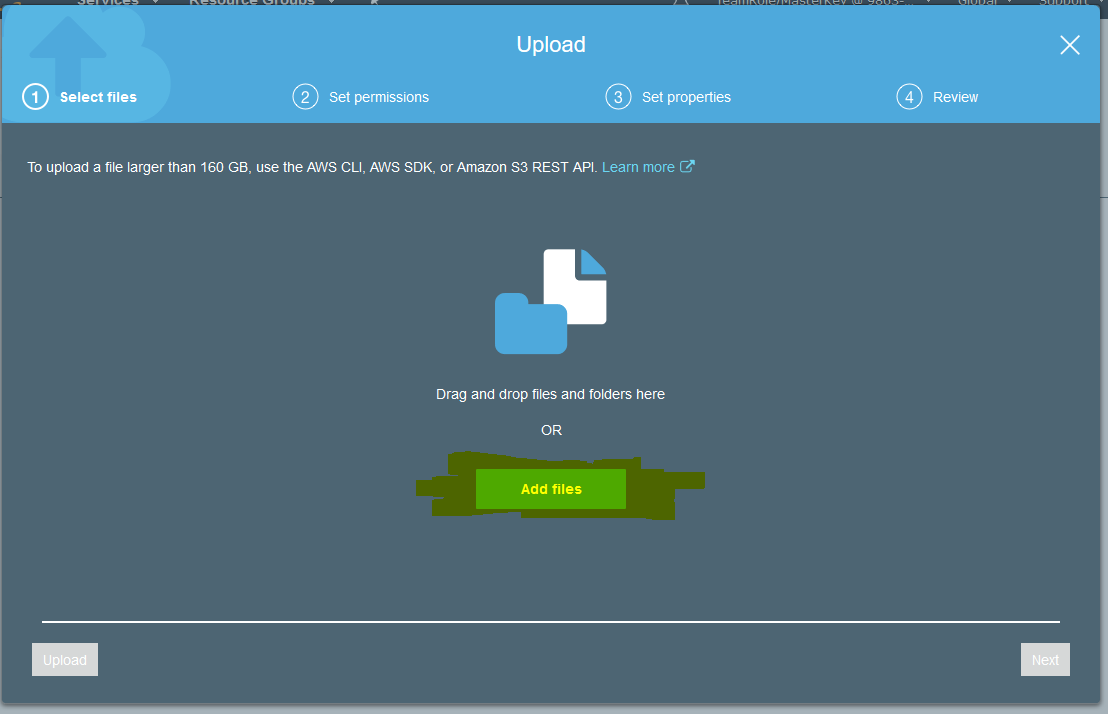 Services Resource Groups TeamRole/MasterKey @ 9863-... Global Support
Upload
1 Select files 2 Set permissions 3 Set properties 4 Review
To upload a file larger than 160 GB, use the AWS CLI, AWS SDK, or Amazon S3 REST API. Learn more
Drag and drop files and folders here
OR
Add files
Upload Next